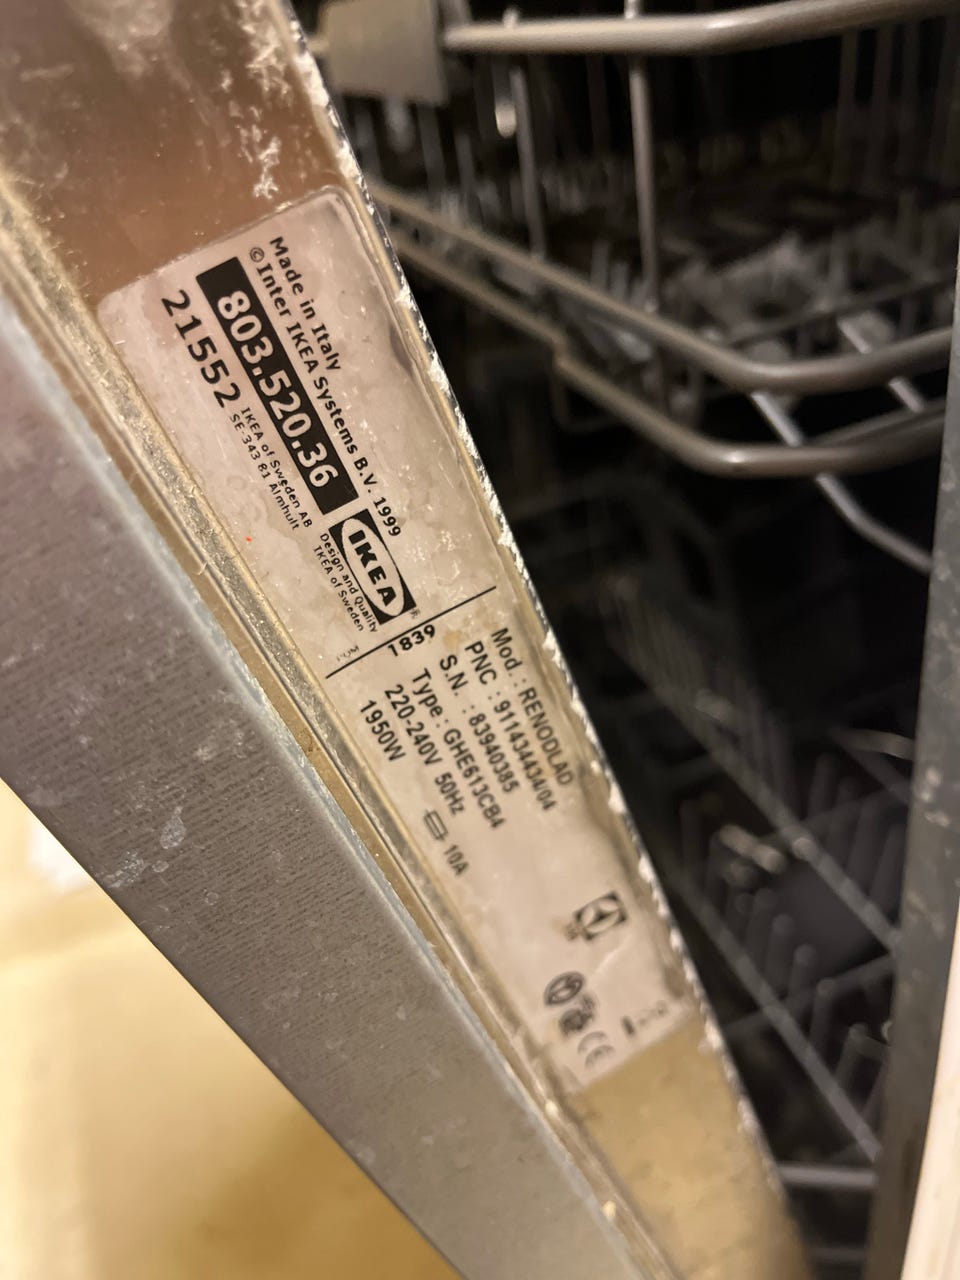 Made in Italy
©Inter IKEA Systems B.V. 1999
803.520.36
21552
IKEA of Sweden AB
SE-343 81 Älmhult
IKEA
Design and Quality
IKEA of Sweden
1839
Mod.: RENODLAD
PNC : 911434434/04
S.N. : 83940385
Type : GHE613CB4
220-240V 50Hz
1950W
10A
CE